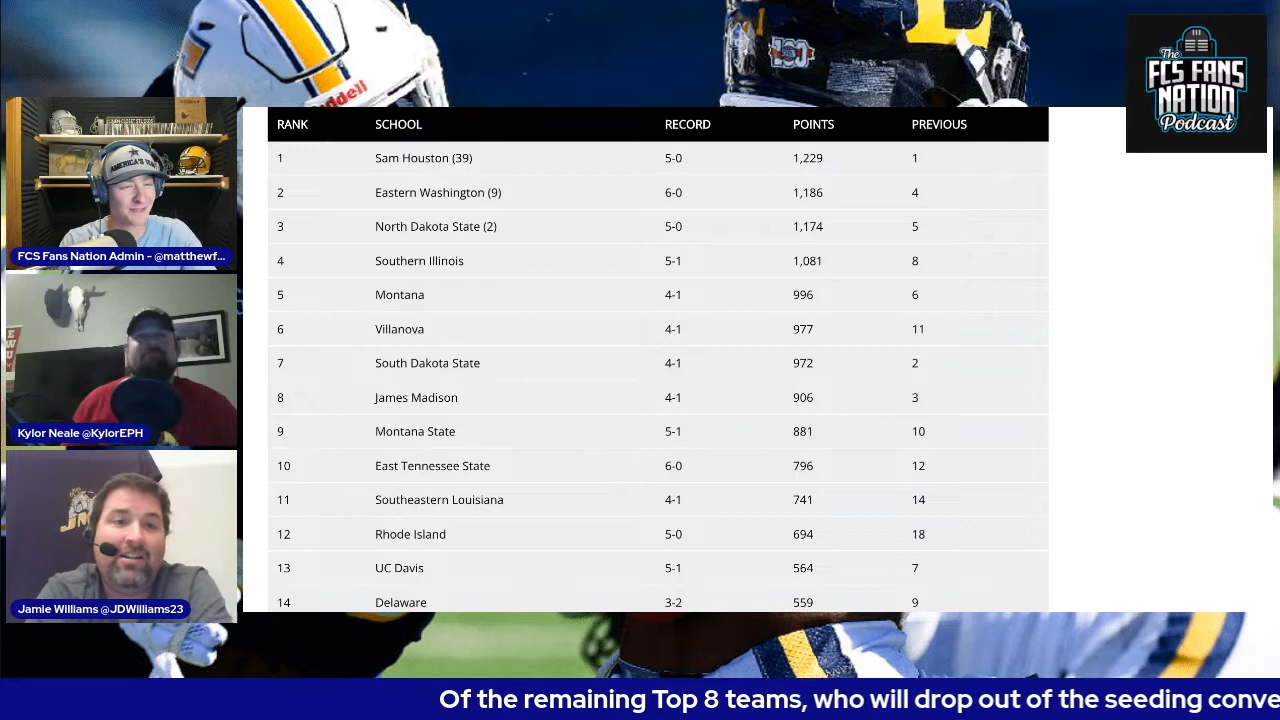 The
FCS FANS
NATION
Podcast
ddell
100
AMERICA'S
FCS Fans Nation Admin - @matthewf...
Kylor Neale @KylorEPH
JM
Jamie Williams @JDWilliams23
RANK SCHOOL RECORD POINTS PREVIOUS
1 Sam Houston (39) 5-0 1,229 1
2 Eastern Washington (9) 6-0 1,186 4
3 North Dakota State (2) 5-0 1,174 5
4 Southern Illinois 5-1 1,081 8
5 Montana 4-1 996 6
6 Villanova 4-1 977 11
7 South Dakota State 4-1 972 2
8 James Madison 4-1 906 3
9 Montana State 5-1 881 10
10 East Tennessee State 6-0 796 12
11 Southeastern Louisiana 4-1 741 14
12 Rhode Island 5-0 694 18
13 UC Davis 5-1 564 7
14 Delaware 3-2 559 9
Of the remaining Top 8 teams, who will drop out of the seeding conve